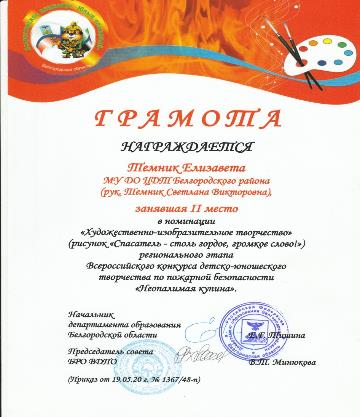 ГРАМОТА
НАГРАЖДАЕТСЯ
Темник Елизавета
МУ ДО ЦДТ Белгородского района
(рук. Темник Светлана Викторовна),
занявшая II место
в номинации
«Художественно-изобразительное творчество»
(рисунок «Спасатель - столь гордое, громкое слово!»)
регионального этапа
Всероссийского конкурса детско-юношеского
творчества по пожарной безопасности
«Неопалимая купина».
Начальник
департамента образования
Белгородской области
Е.Г. Тишина
Председатель совета
БРО ВДПО
В.Т. Минюкова
(Приказ от 19.05.20 г. № 1367/48-п)